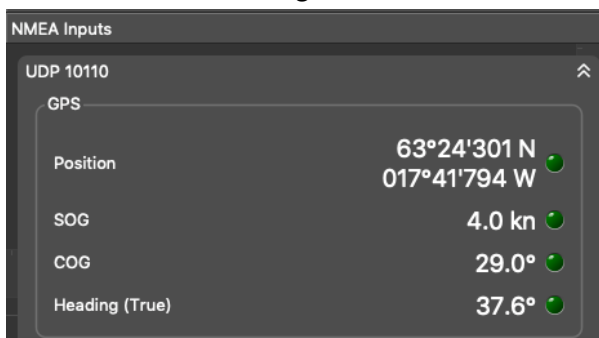 NMEA Inputs
UDP 10110
GPS
Position 63°24'301 N
017°41'794 W
SOG 4.0 kn
COG 29.0°
Heading (True) 37.6°